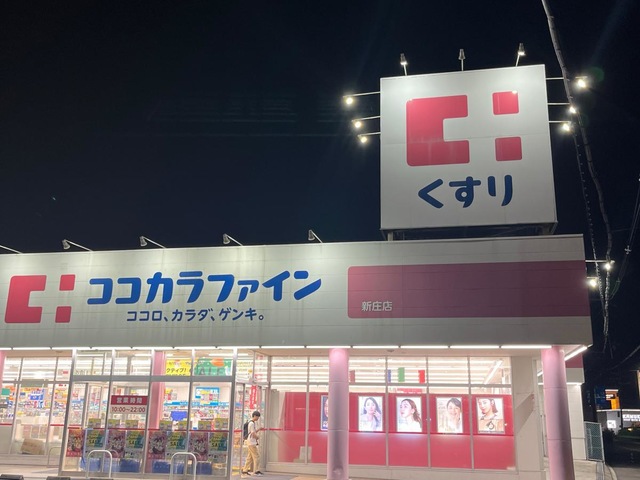 くすり
ココカラファイン
ココロ、カラダ、ゲンキ。
新庄店
営業時間
10:00~22:00